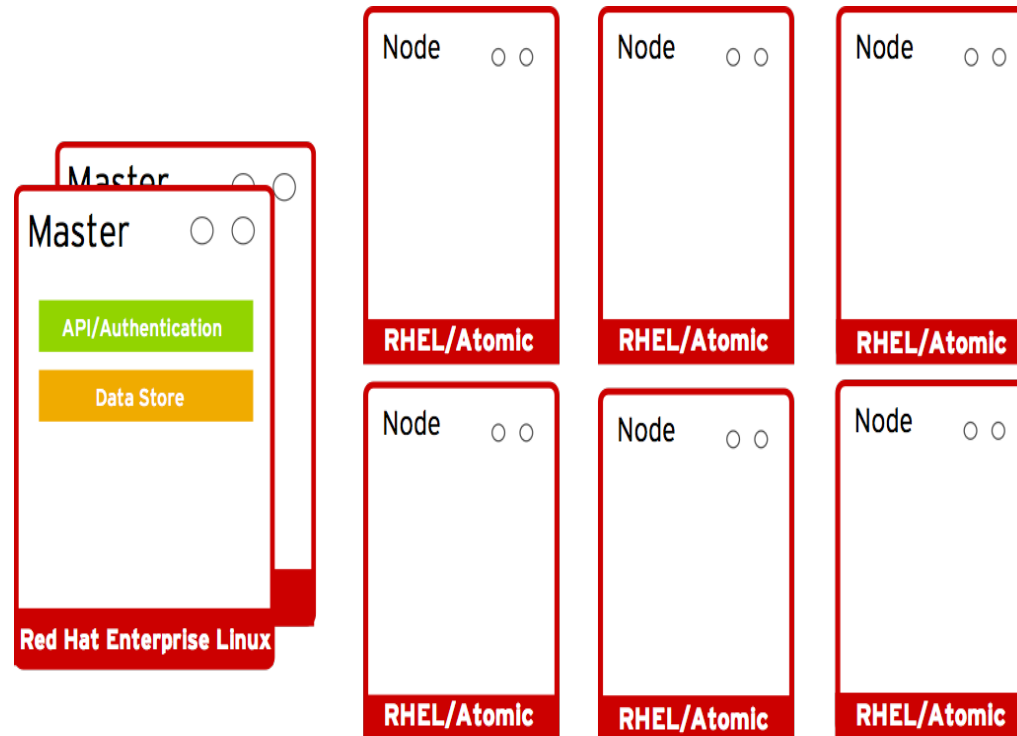 Node
Node
Node
RHEL/Atomic
RHEL/Atomic
RHEL/Atomic
Master
Master
API/Authentication
Data Store
Red Hat Enterprise Linux
Node
Node
Node
RHEL/Atomic
RHEL/Atomic
RHEL/Atomic